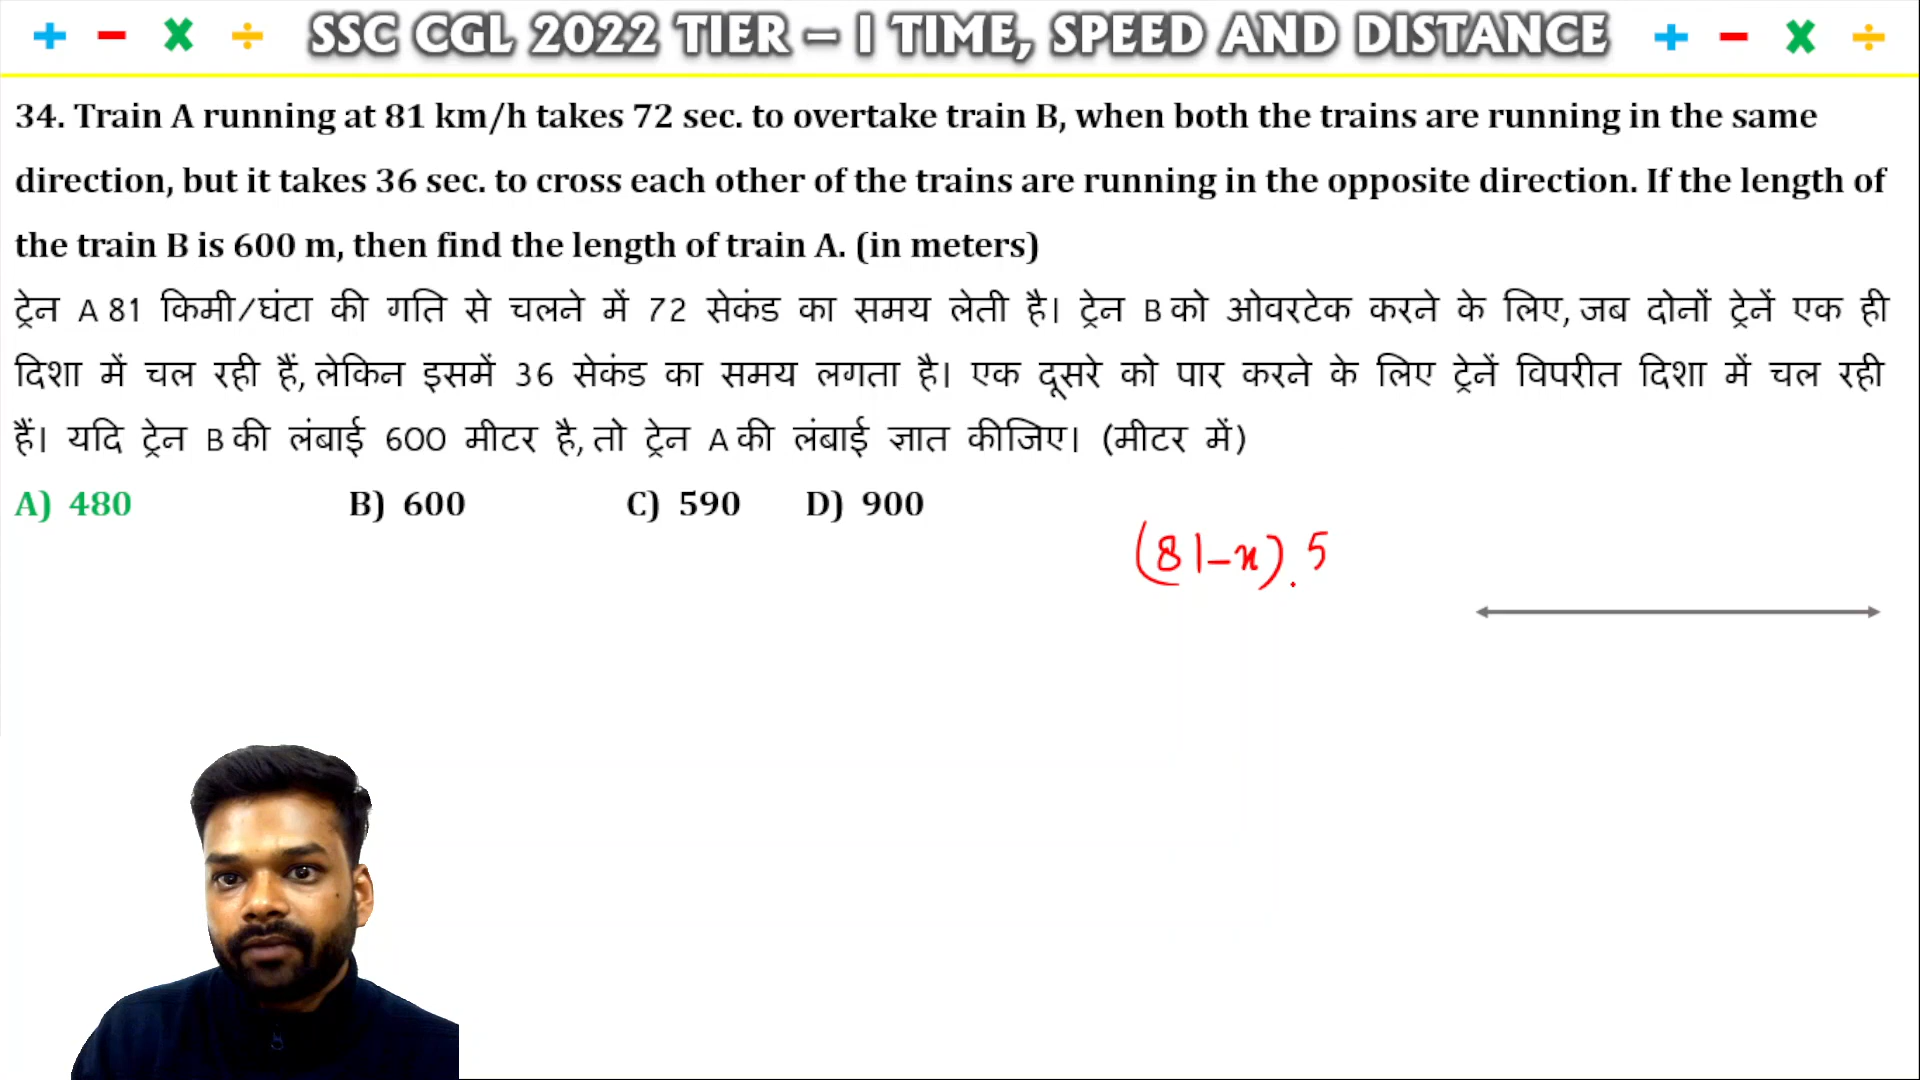 SSC CGL 2022 TIER – I TIME, SPEED AND DISTANCE
34. Train A running at 81 km/h takes 72 sec. to overtake train B, when both the trains are running in the same
direction, but it takes 36 sec. to cross each other of the trains are running in the opposite direction. If the length of
the train B is 600 m, then find the length of train A. (in meters)
ट्रेन A 81 किमी/घंटा की गति से चलने में 72 सेकंड का समय लेती है। ट्रेन B को ओवरटेक करने के लिए, जब दोनों ट्रेनें एक ही
दिशा में चल रही हैं, लेकिन इसमें 36 सेकंड का समय लगता है। एक दूसरे को पार करने के लिए ट्रेनें विपरीत दिशा में चल रही
हैं। यदि ट्रेन B की लंबाई 600 मीटर है, तो ट्रेन A की लंबाई ज्ञात कीजिए। (मीटर में)
A) 480 B) 600 C) 590 D) 900
(81-x). 5